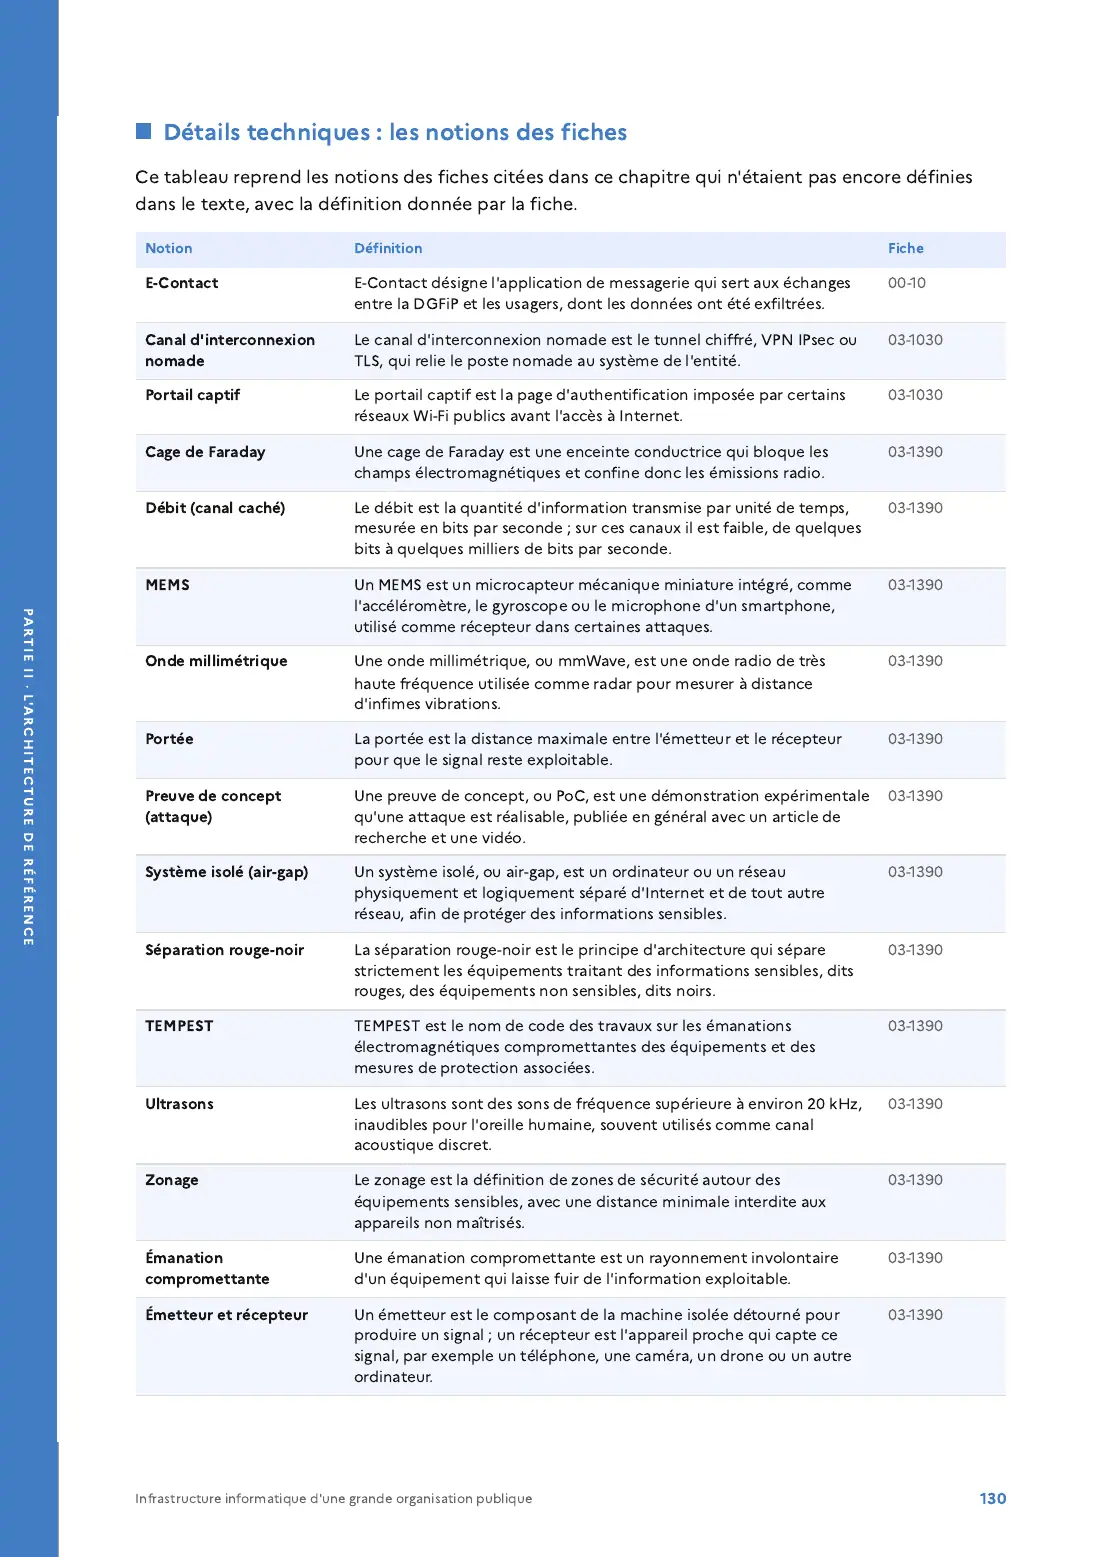 Détails techniques : les notions des fiches
Ce tableau reprend les notions des fiches citées dans ce chapitre qui n'étaient pas encore définies
dans le texte, avec la définition donnée par la fiche.
Notion Définition Fiche
E-Contact E-Contact désigne l'application de messagerie qui sert aux échanges 00-10
entre la DGFiP et les usagers, dont les données ont été exfiltrées.
Canal d'interconnexion Le canal d'interconnexion nomade est le tunnel chiffré, VPN IPsec ou 03-1030
nomade TLS, qui relie le poste nomade au système de l'entité.
Portail captif Le portail captif est la page d'authentification imposée par certains 03-1030
réseaux Wi-Fi publics avant l'accès à Internet.
Cage de Faraday Une cage de Faraday est une enceinte conductrice qui bloque les 03-1390
champs électromagnétiques et confine donc les émissions radio.
Débit (canal caché) Le débit est la quantité d'information transmise par unité de temps, 03-1390
mesurée en bits par seconde ; sur ces canaux il est faible, de quelques
bits à quelques milliers de bits par seconde.
MEMS Un MEMS est un microcapteur mécanique miniature intégré, comme 03-1390
l'accéléromètre, le gyroscope ou le microphone d'un smartphone,
utilisé comme récepteur dans certaines attaques.
Onde millimétrique Une onde millimétrique, ou mmWave, est une onde radio de très 03-1390
haute fréquence utilisée comme radar pour mesurer à distance
d'infimes vibrations.
Portée La portée est la distance maximale entre l'émetteur et le récepteur 03-1390
pour que le signal reste exploitable.
Preuve de concept Une preuve de concept, ou PoC, est une démonstration expérimentale 03-1390
(attaque) qu'une attaque est réalisable, publiée en général avec un article de
recherche et une vidéo.
Système isolé (air-gap) Un système isolé, ou air-gap, est un ordinateur ou un réseau 03-1390
physiquement et logiquement séparé d'Internet et de tout autre
réseau, afin de protéger des informations sensibles.
Séparation rouge-noir La séparation rouge-noir est le principe d'architecture qui sépare 03-1390
strictement les équipements traitant des informations sensibles, dits
rouges, des équipements non sensibles, dits noirs.
TEMPEST TEMPEST est le nom de code des travaux sur les émanations 03-1390
électromagnétiques compromettantes des équipements et des
mesures de protection associées.
Ultrasons Les ultrasons sont des sons de fréquence supérieure à environ 20 kHz, 03-1390
inaudibles pour l'oreille humaine, souvent utilisés comme canal
acoustique discret.
Zonage Le zonage est la définition de zones de sécurité autour des 03-1390
équipements sensibles, avec une distance minimale interdite aux
appareils non maîtrisés.
Émanation Une émanation compromettante est un rayonnement involontaire 03-1390
compromettante d'un équipement qui laisse fuir de l'information exploitable.
Émetteur et récepteur Un émetteur est le composant de la machine isolée détourné pour 03-1390
produire un signal ; un récepteur est l'appareil proche qui capte ce
signal, par exemple un téléphone, une caméra, un drone ou un autre
ordinateur.
PARTIE II · L'ARCHITECTURE DE RÉFÉRENCE
Infrastructure informatique d'une grande organisation publique 130